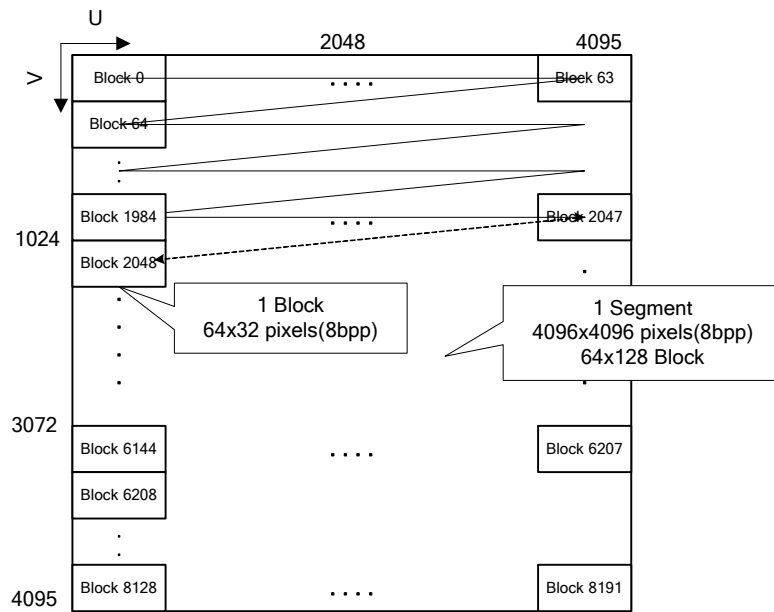 U
V
2048
4095
Block 0
. . . .
Block 63
Block 64
Block 1984
. . . .
Block 2047
1024
Block 2048
1 Block
64x32 pixels(8bpp)
1 Segment
4096x4096 pixels(8bpp)
64x128 Block
3072
Block 6144
. . . .
Block 6207
Block 6208
4095
Block 8128
. . . .
Block 8191